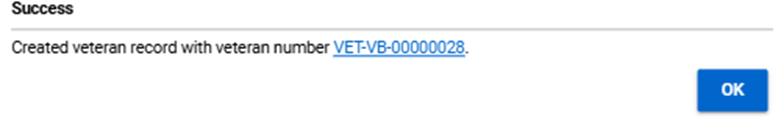 Success
Created veteran record with veteran number VET-VB-00000028.
OK